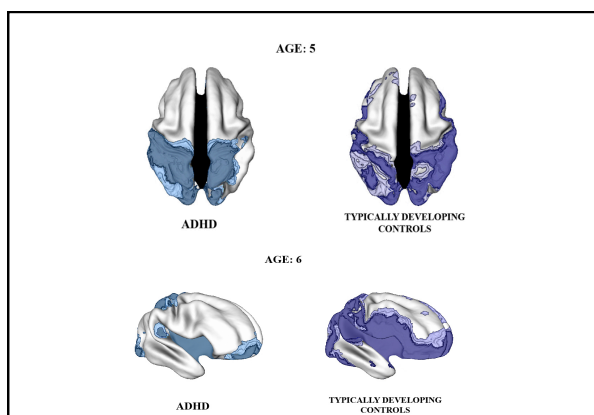 AGE: 5
ADHD
TYPICALLY DEVELOPING
CONTROLS
AGE: 6
ADHD
TYPICALLY DEVELOPING
CONTROLS